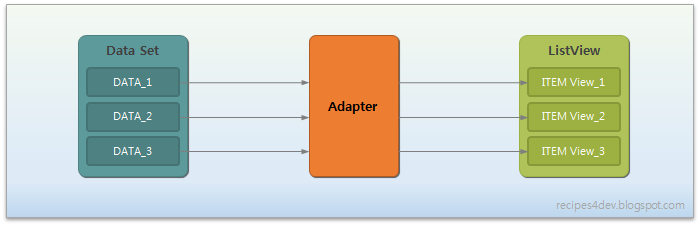 Data Set
DATA_1
DATA_2
DATA_3
Adapter
ListView
ITEM View_1
ITEM View_2
ITEM View_3
recipes4dev.blogspot.com